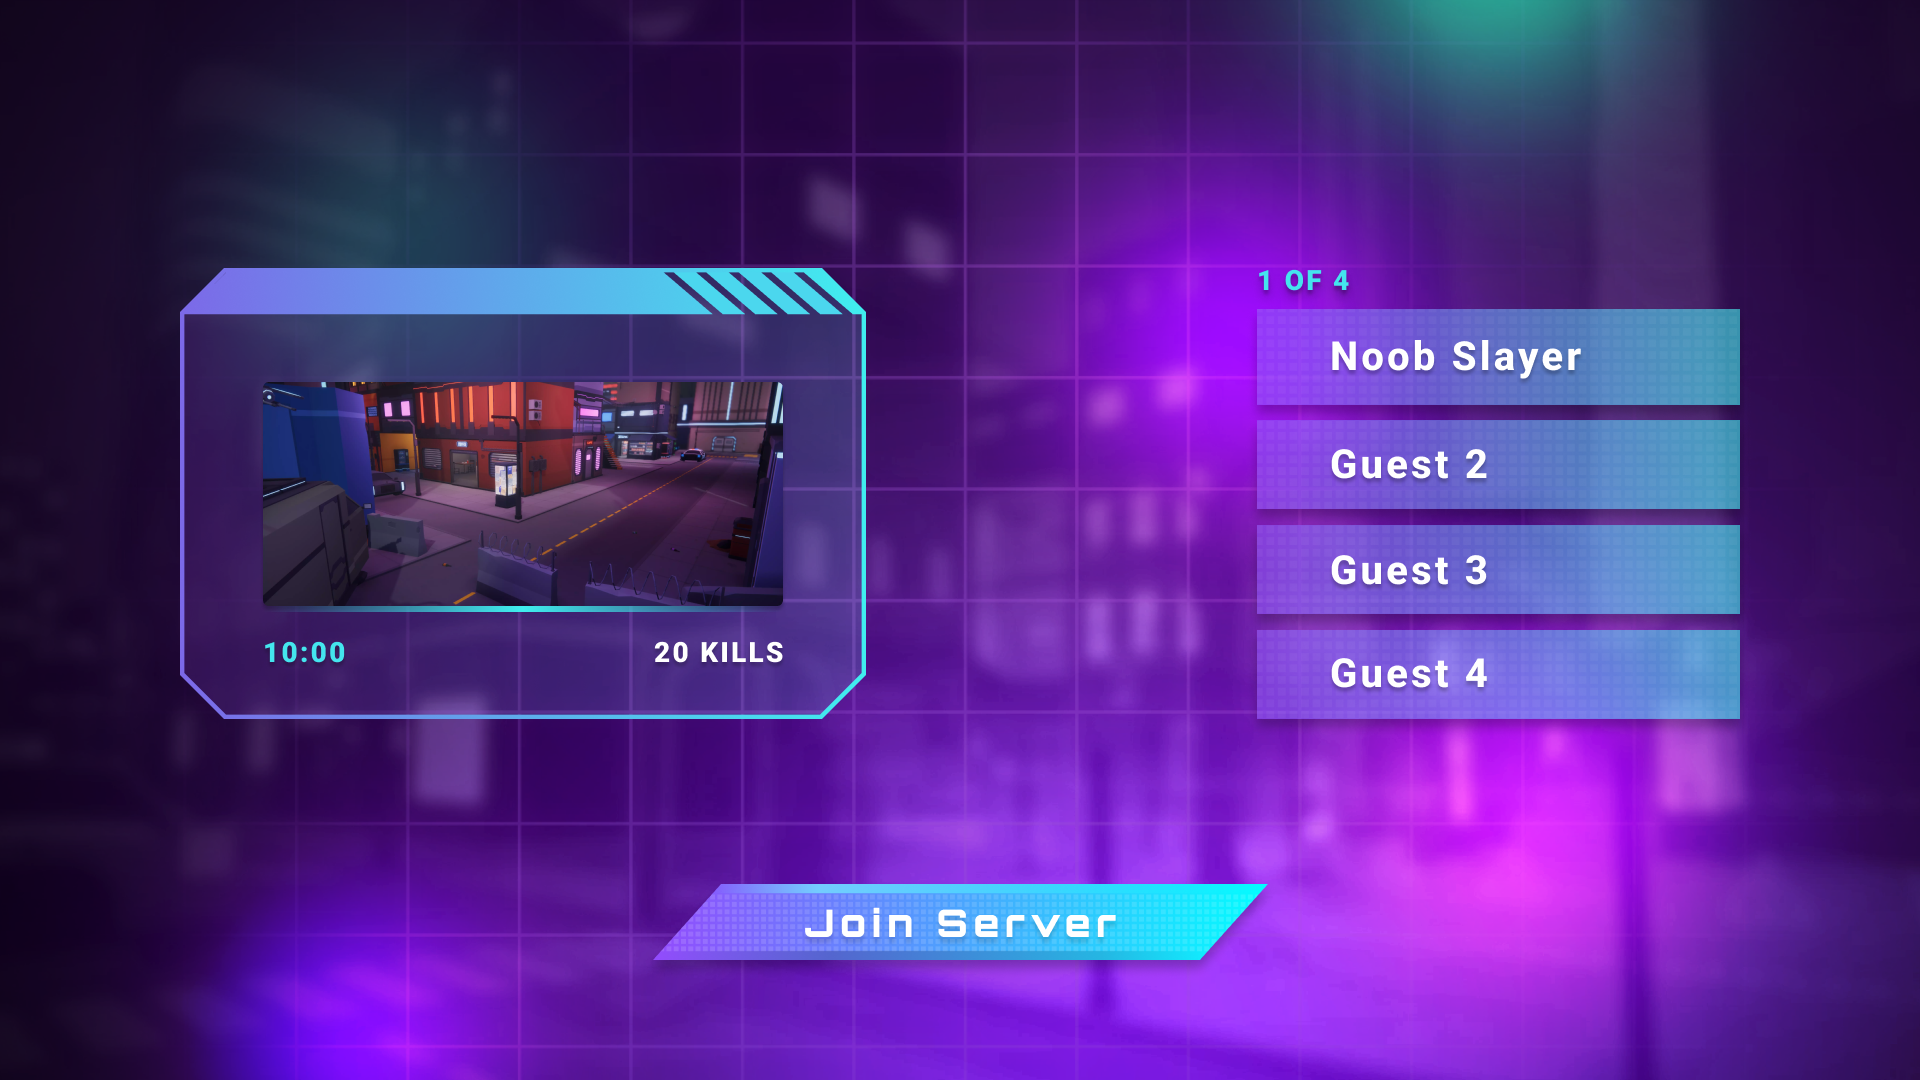 10:00
20 KILLS
1 OF 4
Noob Slayer
Guest 2
Guest 3
Guest 4
Join Server